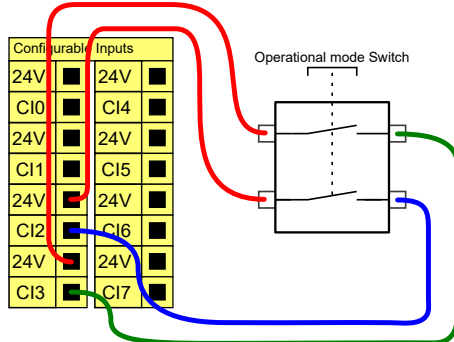 Configurable Inputs
Operational mode Switch
24V 24V
CI0 CI4
24V 24V
CI1 CI5
24V 24V
CI2 CI6
24V 24V
CI3 CI7